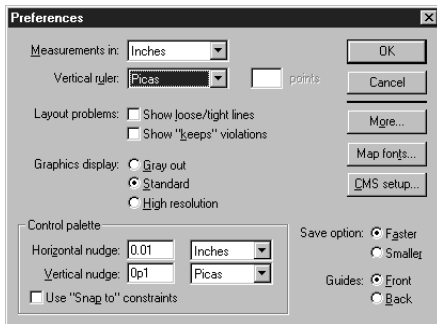 Preferences
Measurements in: Inches
OK
Vertical ruler: Picas points
Cancel
Layout problems: Show loose/tight lines
Show "keeps" violations
More...
Map fonts...
Graphics display: Gray out
Standard
High resolution
CMS setup...
Control palette
Horizontal nudge: 0.01 Inches
Vertical nudge: 0p1 Picas
Use "Snap to" constraints
Save option: Faster
Smaller
Guides: Front
Back